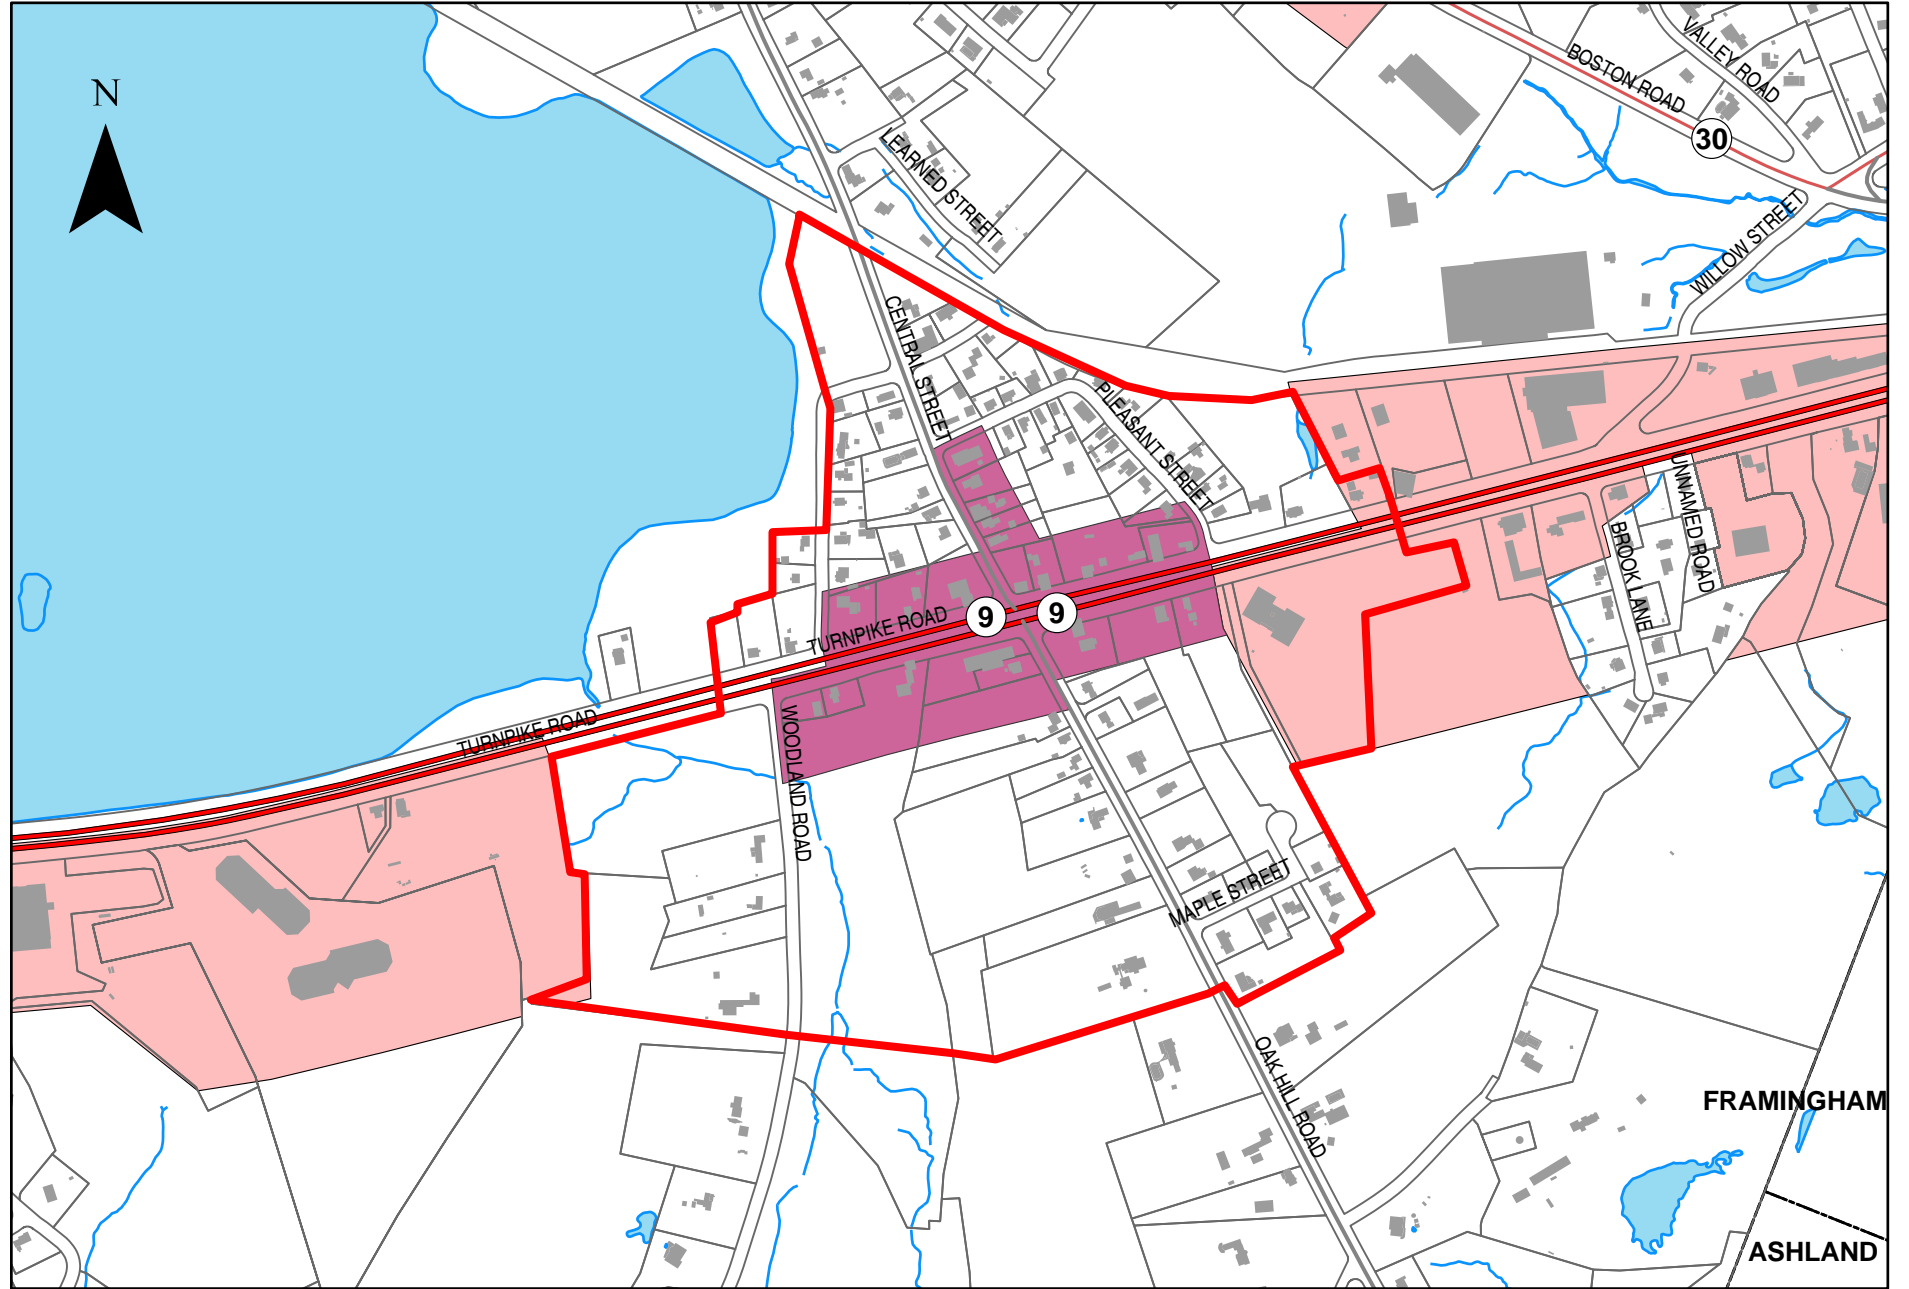 N
VALLEY ROAD
BOSTON ROAD
30
LEARNED STREET
WILLOW STREET
CENTRAL STREET
PLEASANT STREET
UNNAMED ROAD
BROOK LANE
9
9
TURNPIKE ROAD
TURNPIKE ROAD
WOODLAND ROAD
MAPLE STREET
OAK HILL ROAD
FRAMINGHAM
ASHLAND